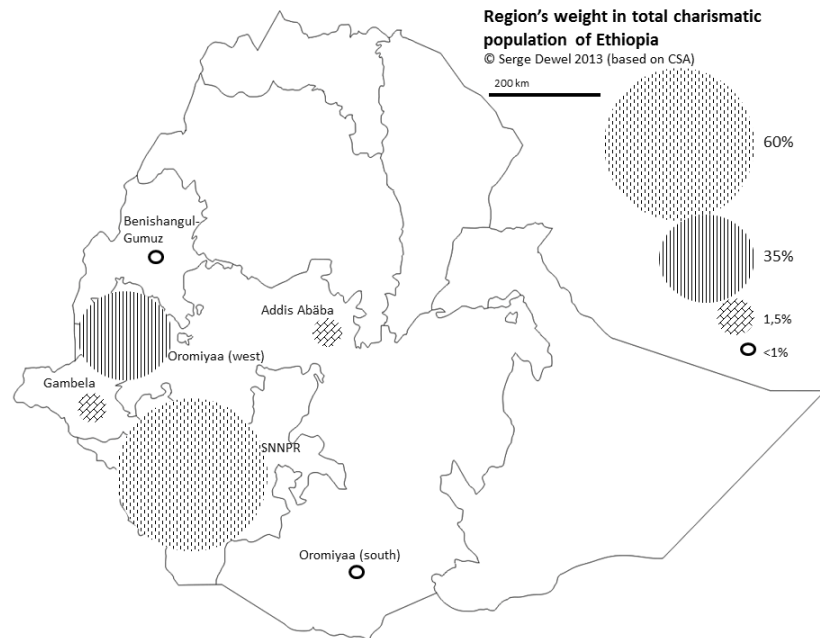 Region's weight in total charismatic
population of Ethiopia
© Serge Dewel 2013 (based on CSA)
200 km
60%
35%
1,5%
<1%
Benishangul-
Gumuz
Addis Abäba
Oromiyaa (west)
Gambela
SNNPR
Oromiyaa (south)